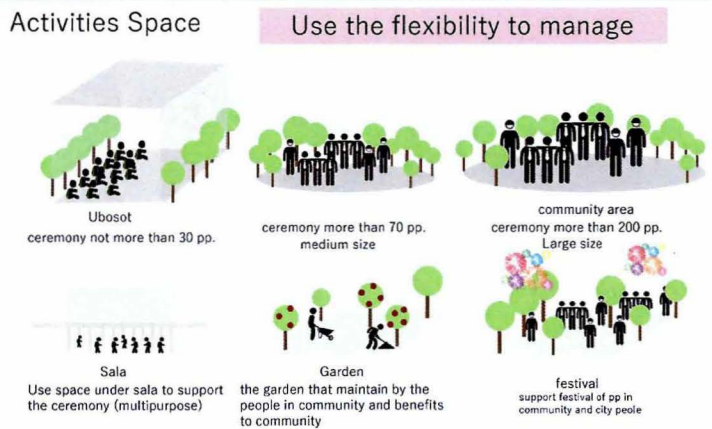 Activities Space
Use the flexibility to manage
Ubosot
ceremony not more than 30 pp.
ceremony more than 70 pp.
medium size
community area
ceremony more than 200 pp.
Large size
Sala
Use space under sala to support
the ceremony (multipurpose)
Garden
the garden that maintain by the
people in community and benefits
to community
festival
support festival of pp in
community and city peole